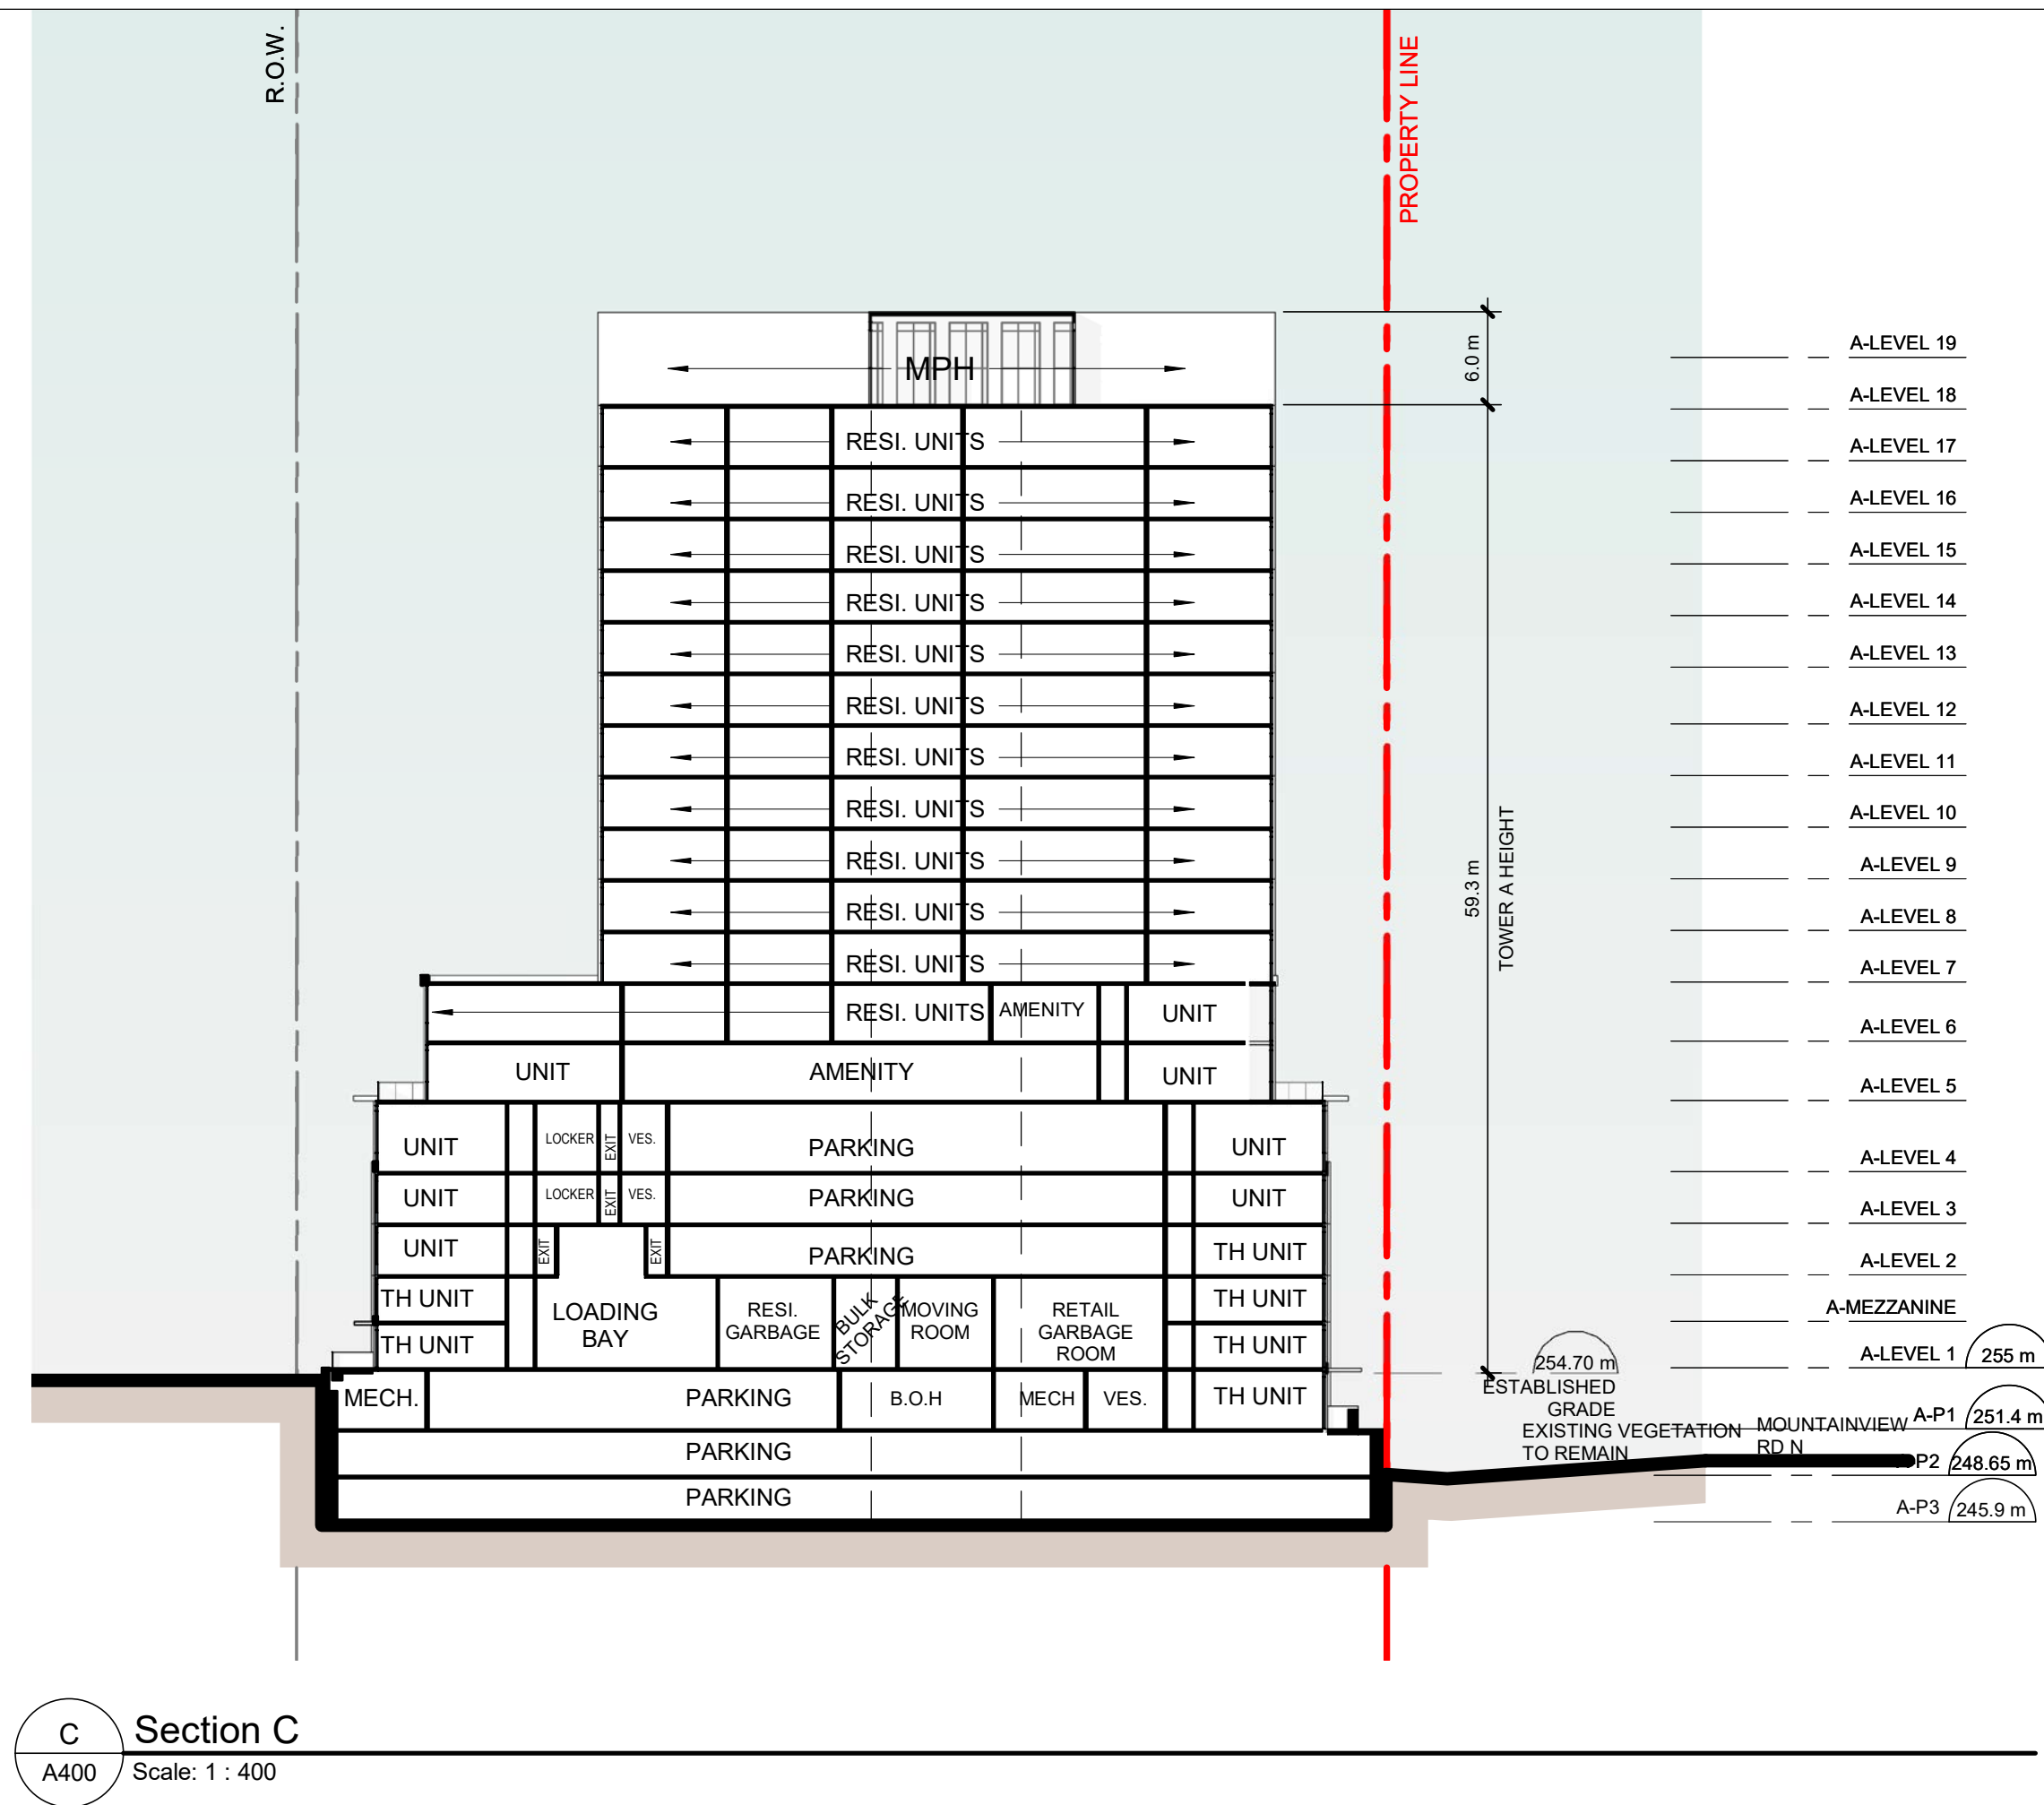 R.O.W.
PROPERTY LINE
6.0 m
MPH
A-LEVEL 19
A-LEVEL 18
RESI. UNITS
A-LEVEL 17
RESI. UNITS
A-LEVEL 16
RESI. UNITS
A-LEVEL 15
RESI. UNITS
A-LEVEL 14
RESI. UNITS
A-LEVEL 13
RESI. UNITS
A-LEVEL 12
RESI. UNITS
A-LEVEL 11
RESI. UNITS
A-LEVEL 10
RESI. UNITS
A-LEVEL 9
59.3 m
TOWER A HEIGHT
RESI. UNITS
A-LEVEL 8
RESI. UNITS
A-LEVEL 7
RESI. UNITS AMENITY UNIT
A-LEVEL 6
UNIT AMENITY UNIT
A-LEVEL 5
UNIT LOCKER EXIT VES. PARKING UNIT
A-LEVEL 4
UNIT LOCKER EXIT VES. PARKING UNIT
A-LEVEL 3
UNIT EXIT EXIT PARKING TH UNIT
A-LEVEL 2
TH UNIT
LOADING
BAY
RESI.
GARBAGE
BULK
STORAGE
MOVING
ROOM
RETAIL
GARBAGE
ROOM
TH UNIT
A-MEZZANINE
TH UNIT
TH UNIT
A-LEVEL 1 255 m
254.70 m
ESTABLISHED
GRADE
MECH. PARKING B.O.H MECH VES. TH UNIT
EXISTING VEGETATION
TO REMAIN
MOUNTAINVIEW
RD N
A-P1 251.4 m
PARKING
P2 248.65 m
PARKING
A-P3 245.9 m
C
A400
Section C
Scale: 1 : 400